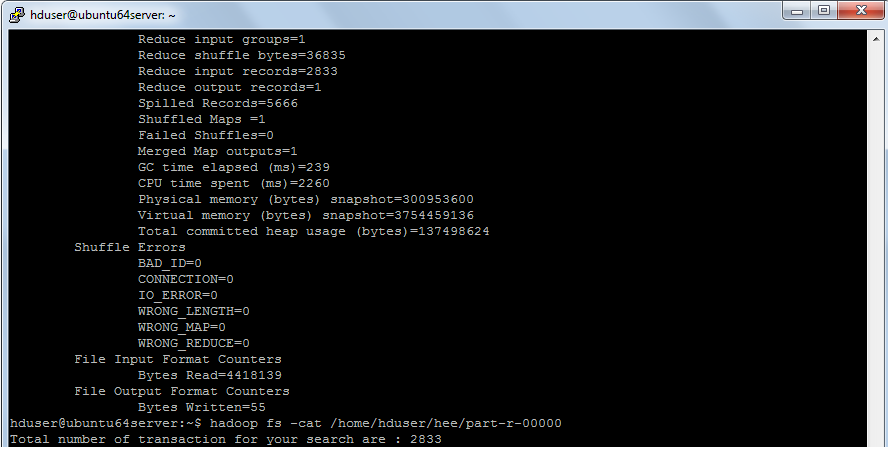 hduser@ubuntu64server: ~
Reduce input groups=1
Reduce shuffle bytes=36835
Reduce input records=2833
Reduce output records=1
Spilled Records=5666
Shuffled Maps =1
Failed Shuffles=0
Merged Map outputs=1
GC time elapsed (ms)=239
CPU time spent (ms)=2260
Physical memory (bytes) snapshot=300953600
Virtual memory (bytes) snapshot=3754459136
Total committed heap usage (bytes)=137498624
Shuffle Errors
BAD_ID=0
CONNECTION=0
IO_ERROR=0
WRONG_LENGTH=0
WRONG_MAP=0
WRONG_REDUCE=0
File Input Format Counters
Bytes Read=4418139
File Output Format Counters
Bytes Written=55
hduser@ubuntu64server:~$ hadoop fs -cat /home/hduser/hee/part-r-00000
Total number of transaction for your search are : 2833